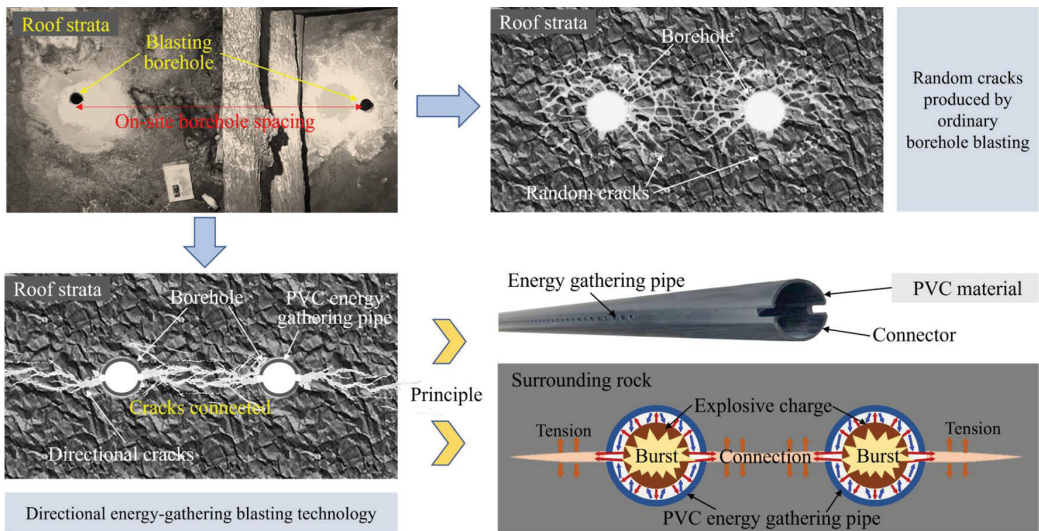 Roof strata
Blasting
borehole
On-site borehole spacing
Roof strata
Borehole
Random cracks
Random cracks
produced by
ordinary
borehole blasting
Roof strata
Borehole
PVC energy
gathering pipe
Cracks connected
Directional cracks
Directional energy-gathering blasting technology
Principle
Energy gathering pipe
PVC material
Connector
Surrounding rock
Explosive charge
Tension
Tension
Burst
Connection
Burst
PVC energy gathering pipe